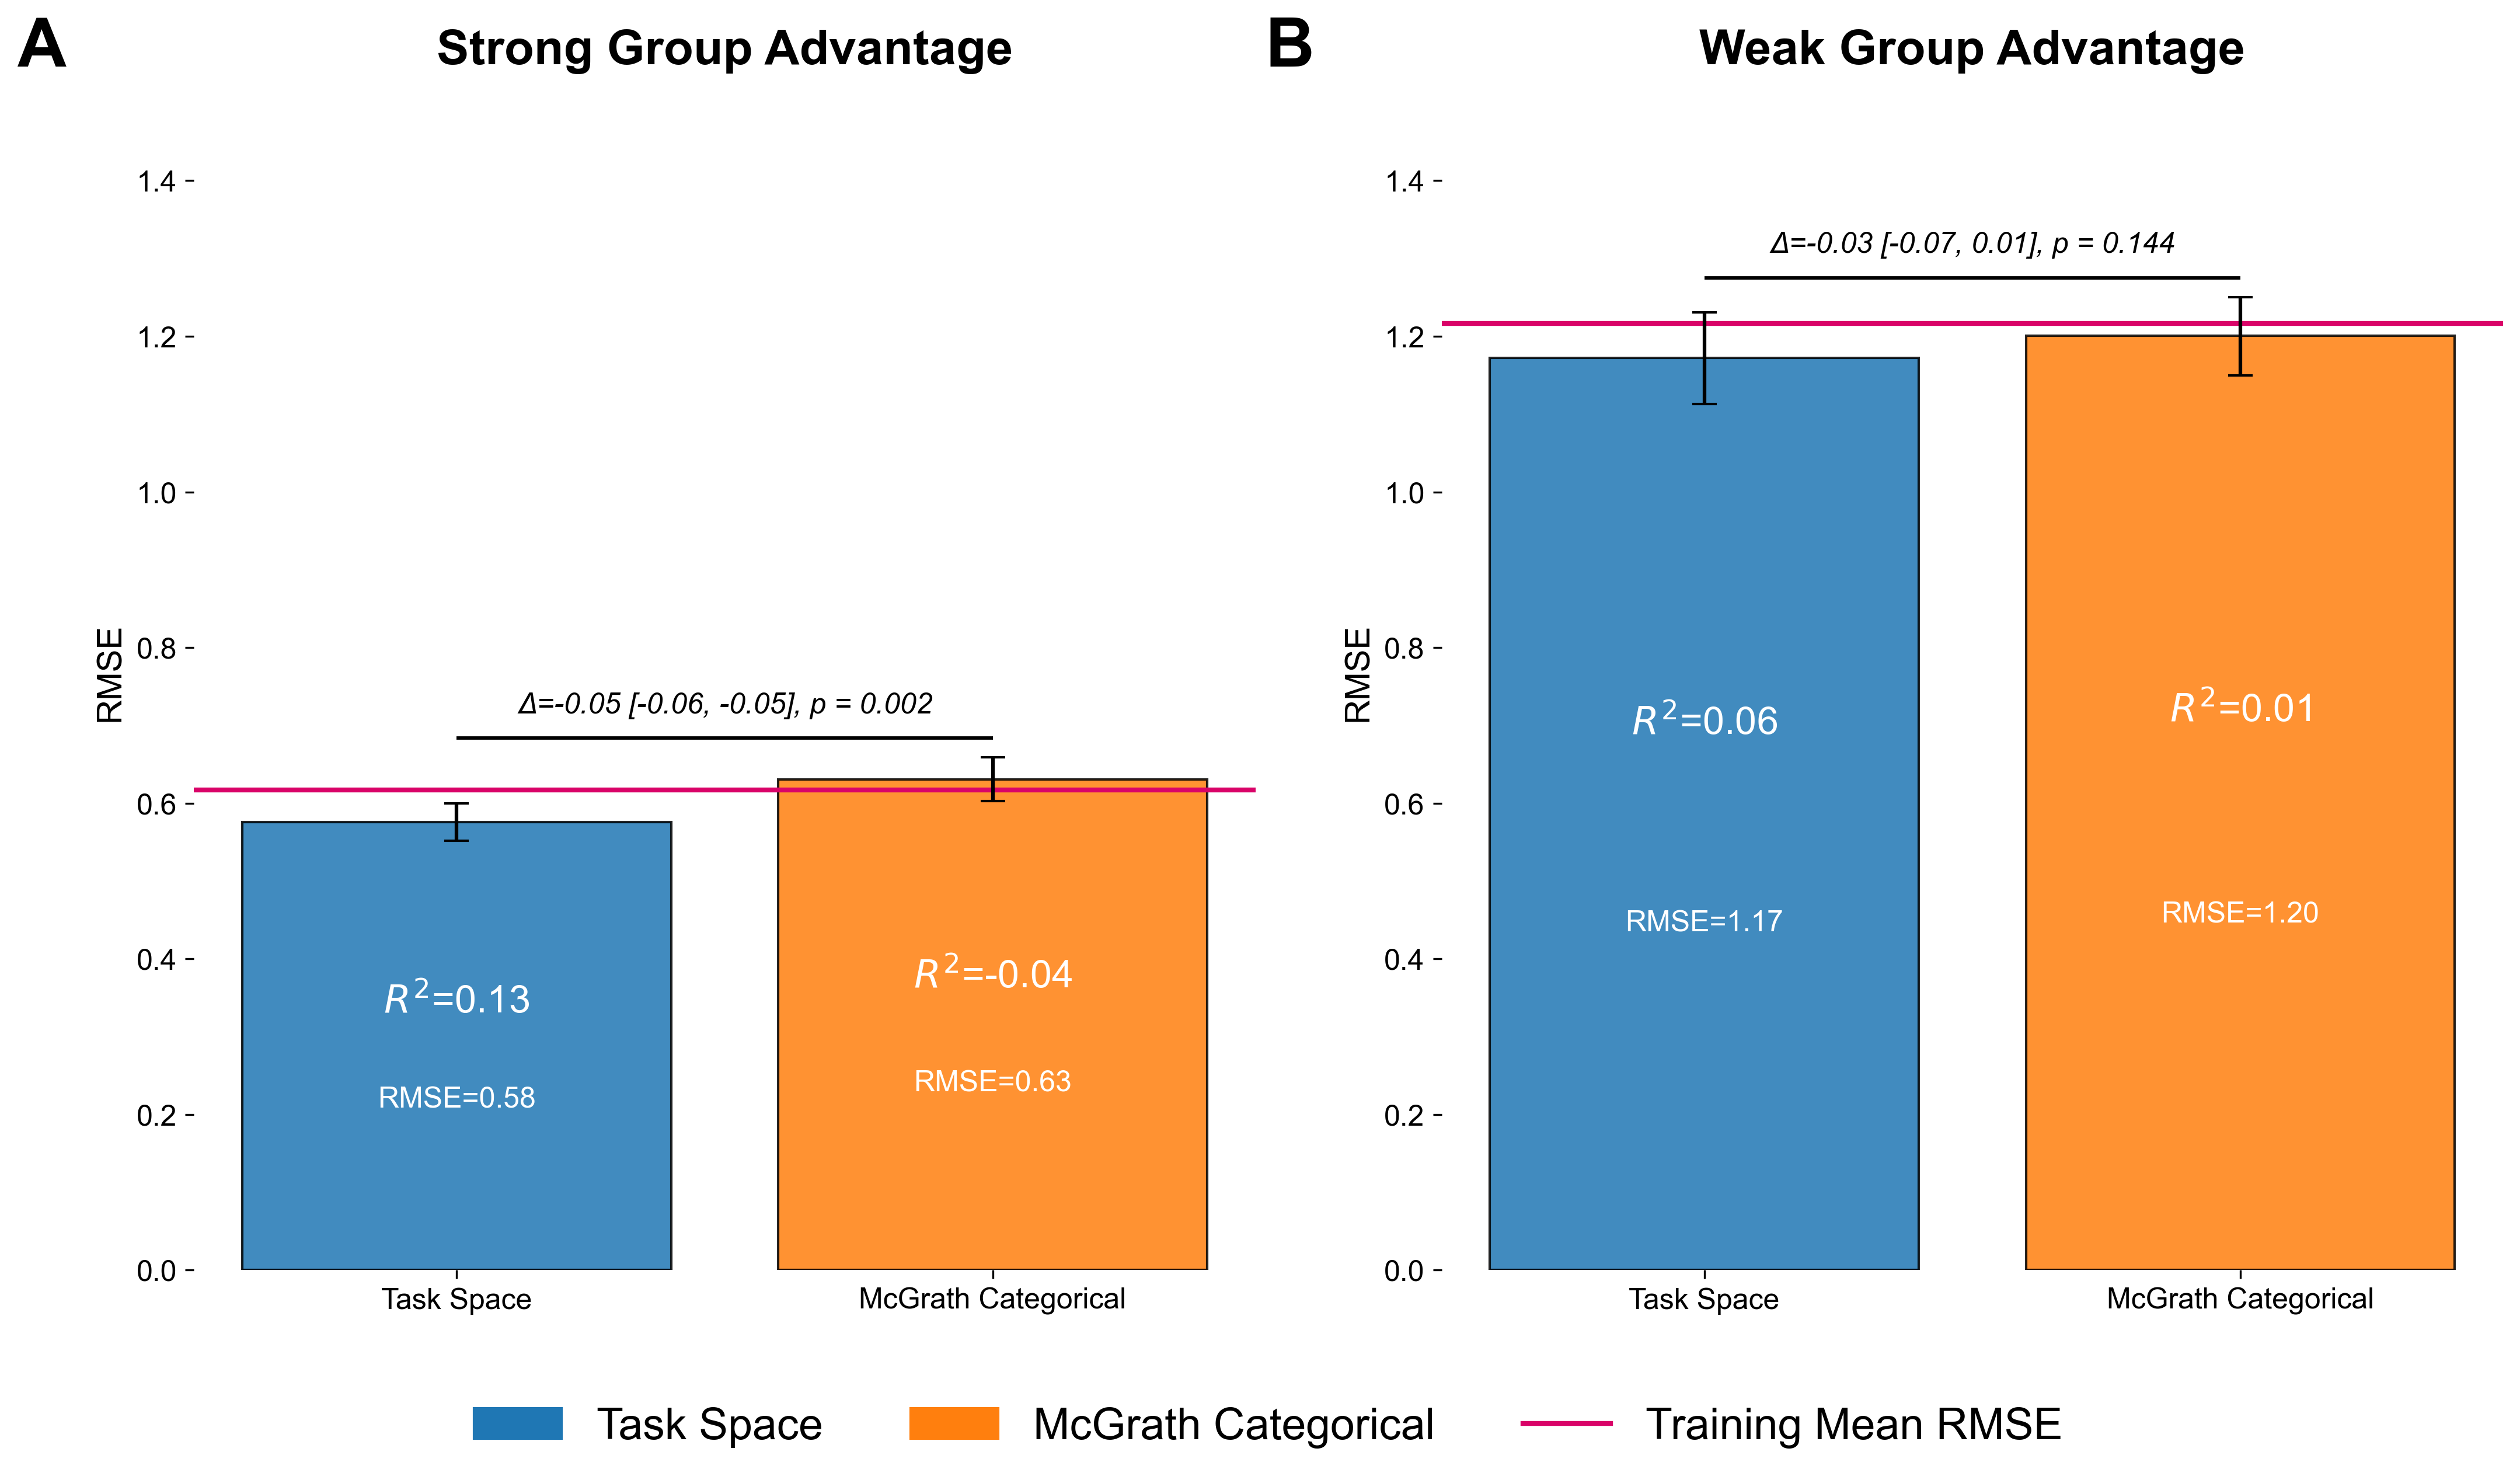 A
Strong Group Advantage
RMSE
1.4
1.2
1.0
0.8
0.6
0.4
0.2
0.0
Δ=-0.05 [-0.06, -0.05], p = 0.002
R²=0.13
RMSE=0.58
R²=-0.04
RMSE=0.63
Task Space
McGrath Categorical
B
Weak Group Advantage
RMSE
1.4
1.2
1.0
0.8
0.6
0.4
0.2
0.0
Δ=-0.03 [-0.07, 0.01], p = 0.144
R²=0.06
RMSE=1.17
R²=0.01
RMSE=1.20
Task Space
McGrath Categorical
Task Space
McGrath Categorical
Training Mean RMSE